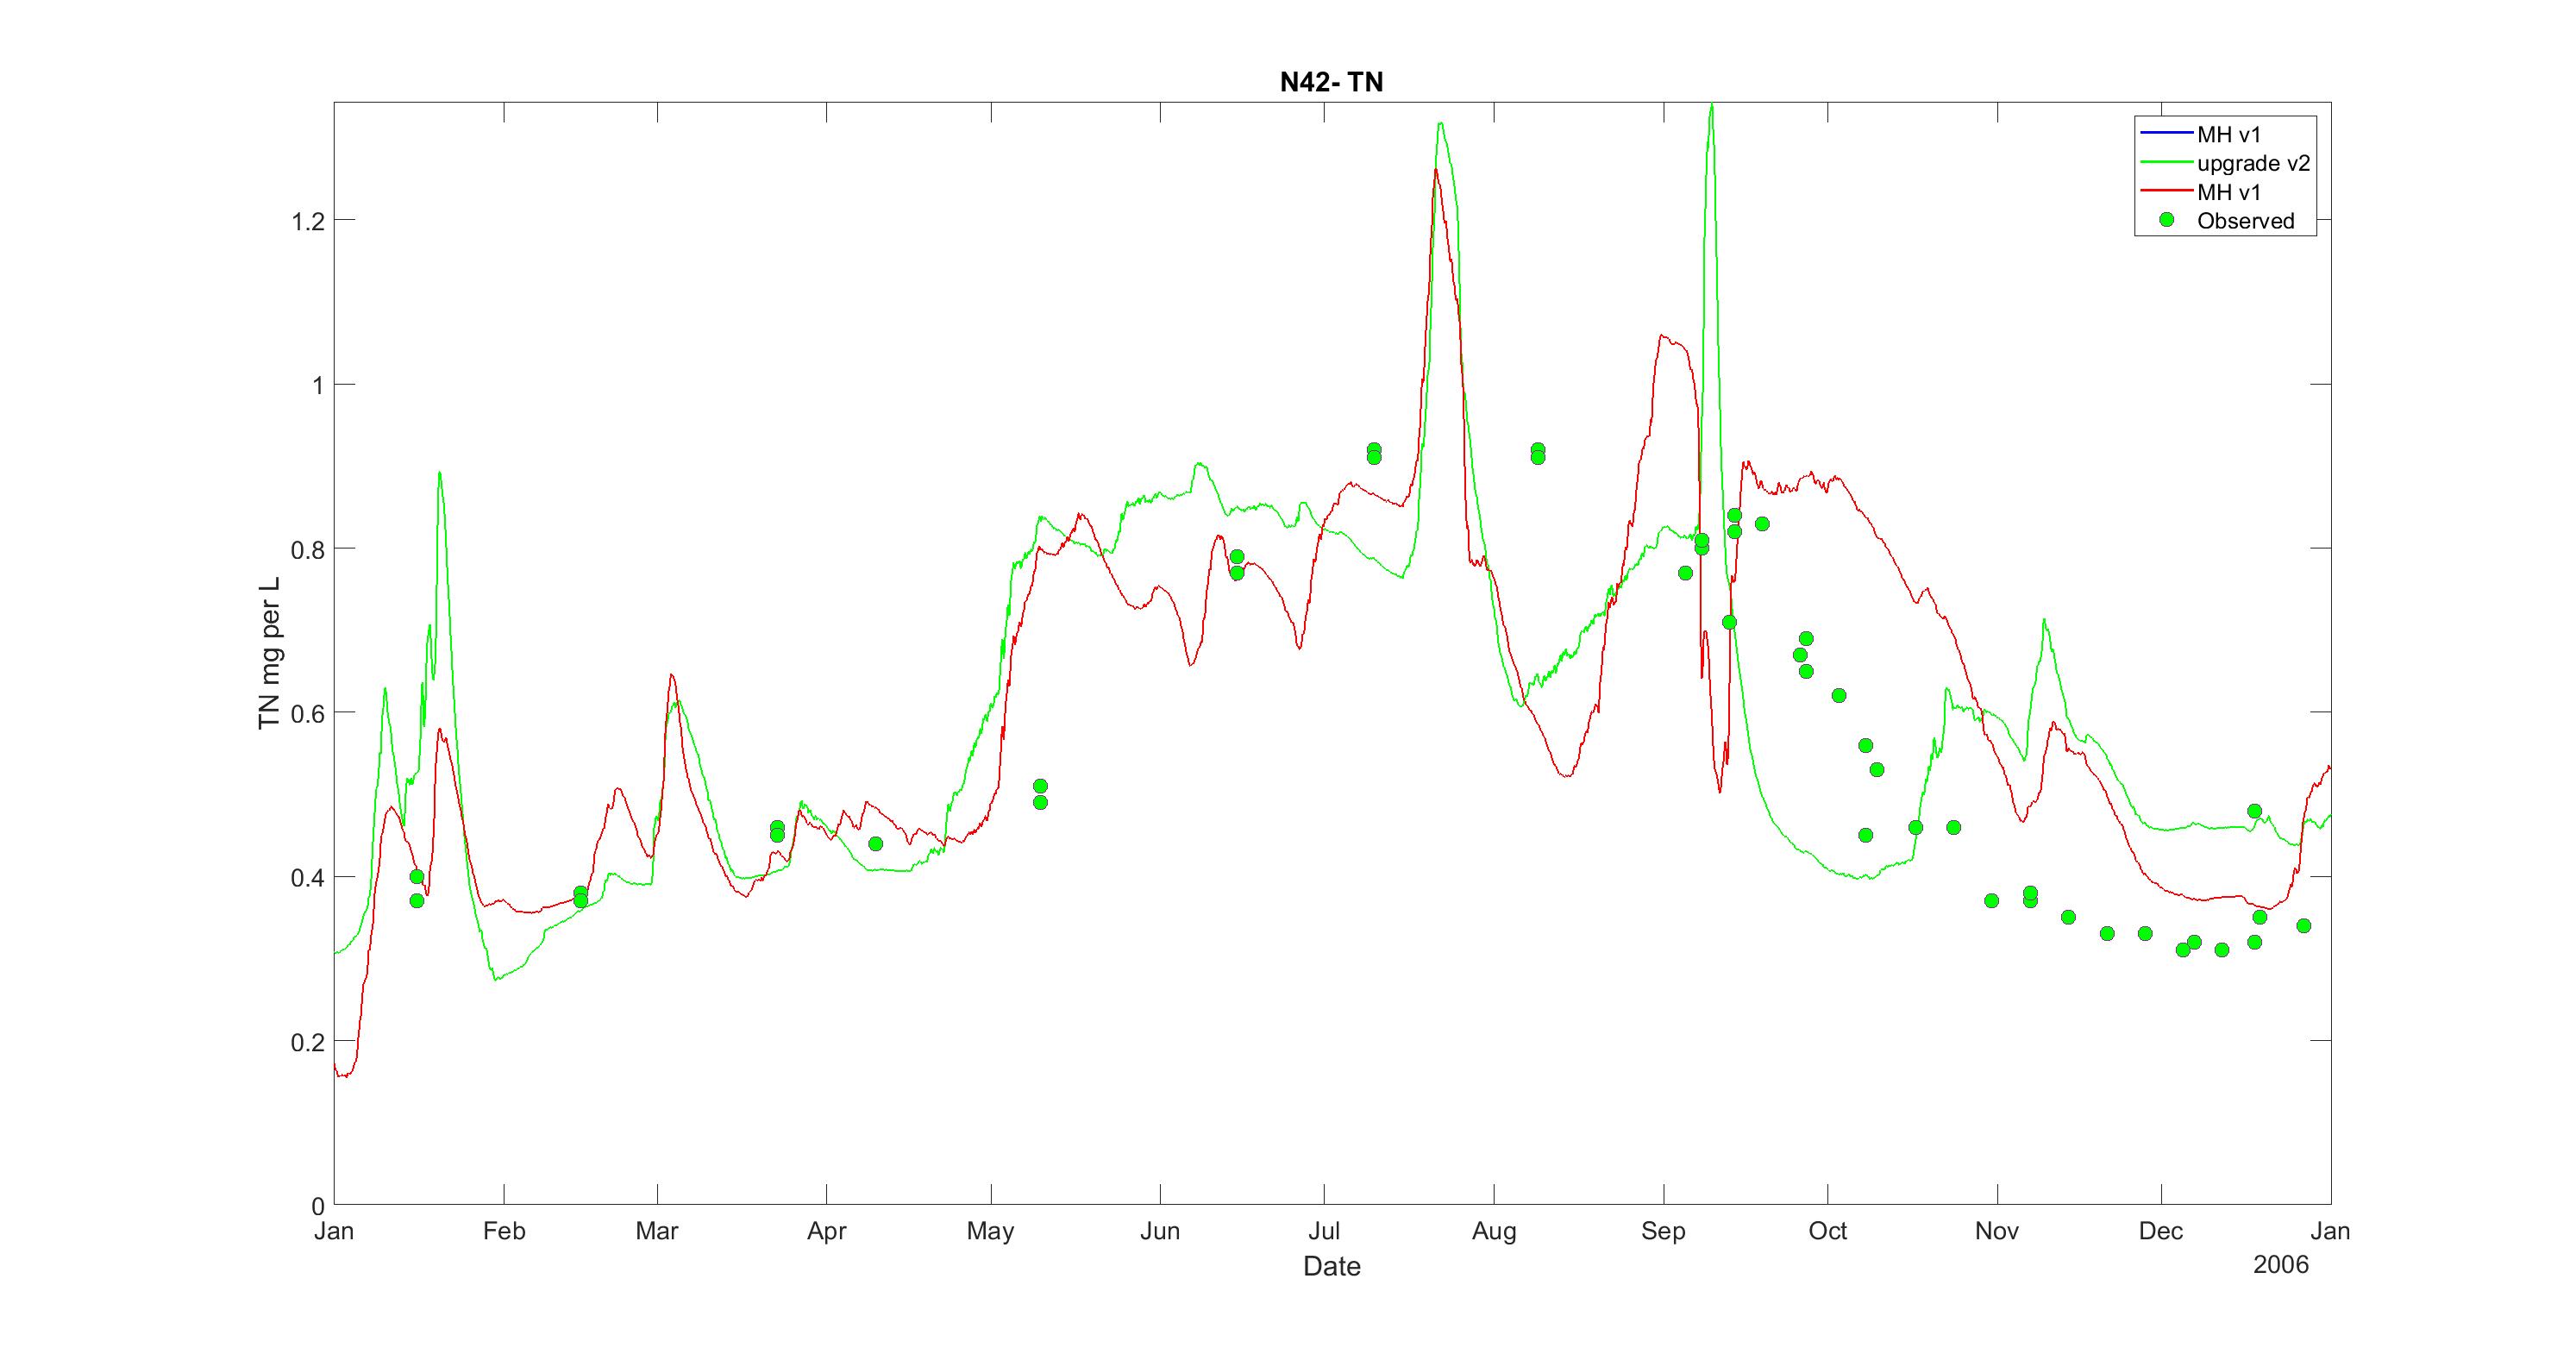 N42- TN
MH v1
upgrade v2
MH v1
Observed
1.2
1
0.8
0.6
0.4
0.2
0
TN mg per L
Jan Feb Mar Apr May Jun Jul Aug Sep Oct Nov Dec Jan
Date
2006